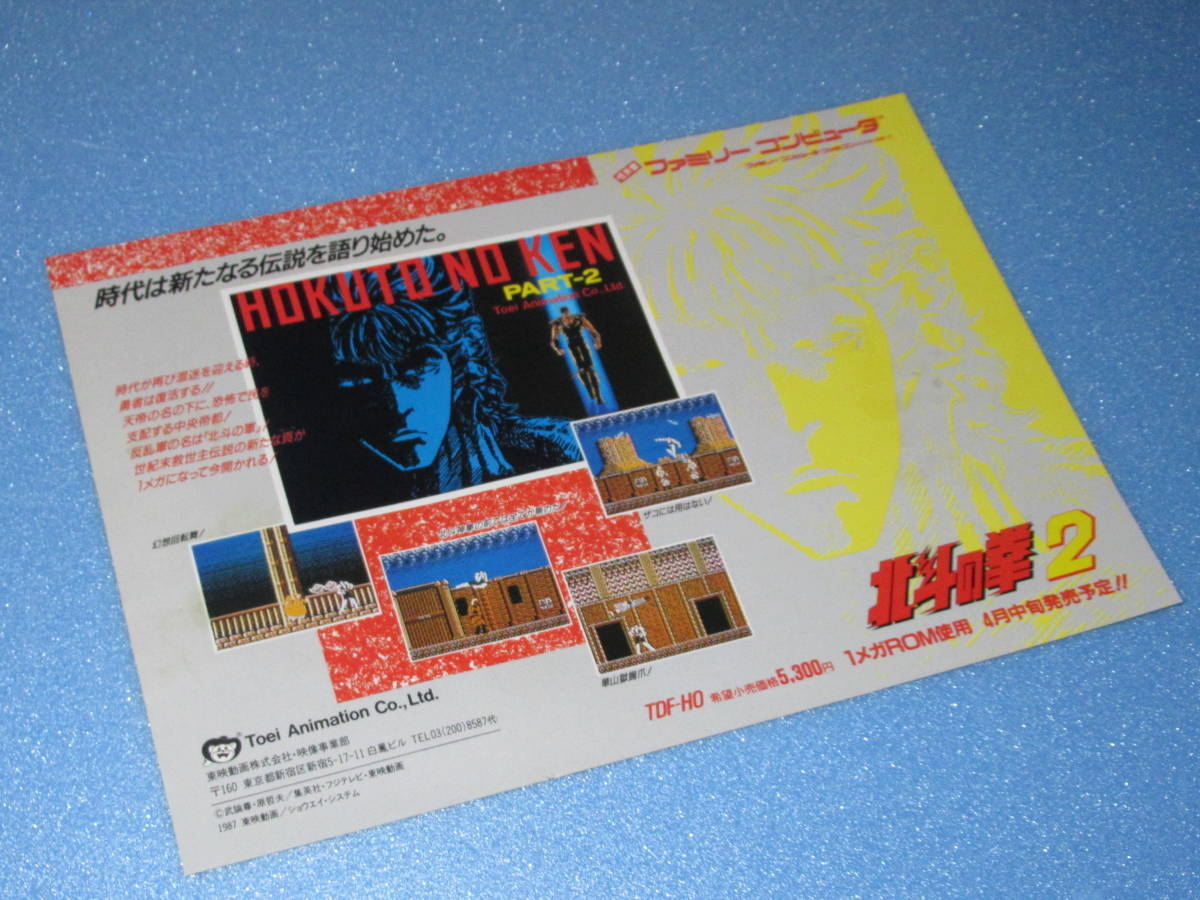 ファミリー コンピュータ
時代は新たなる伝説を語り始めた。
HOKUTO NO KEN
PART-2
Toei Animation Co.,Ltd.
時代が再び混迷を迎える時、
勇者は復活する!!
天帝の名の下に、恐怖で民を
支配する中央帝都!
反乱軍の名は「北斗の軍」!
世紀末救世主伝説の新たな頁が
1メガになって今開かれる!
ザコには用はない!
幻想回転舞!
華山獄握爪!
北斗の拳2
1メガROM使用 4月中旬発売予定!!
TDF-HO 希望小売価格5,300円
Toei Animation Co.,Ltd.
東映動画株式会社・映像事業部
〒160 東京都新宿区新宿5-17-11 白鳳ビル TEL03(200)8587代
©武論尊・原哲夫/集英社・フジテレビ・東映動画
1987 東映動画/ショウエイ・システム